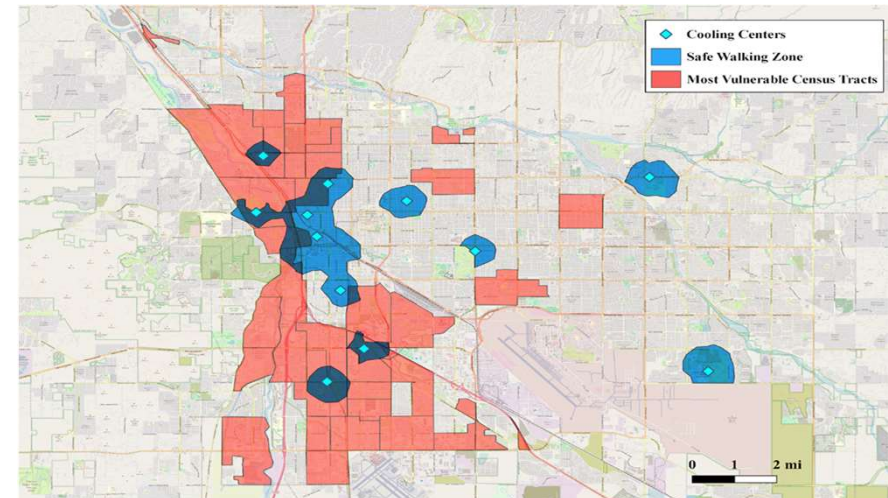 Cooling Centers
Safe Walking Zone
Most Vulnerable Census Tracts
0 1 2 mi